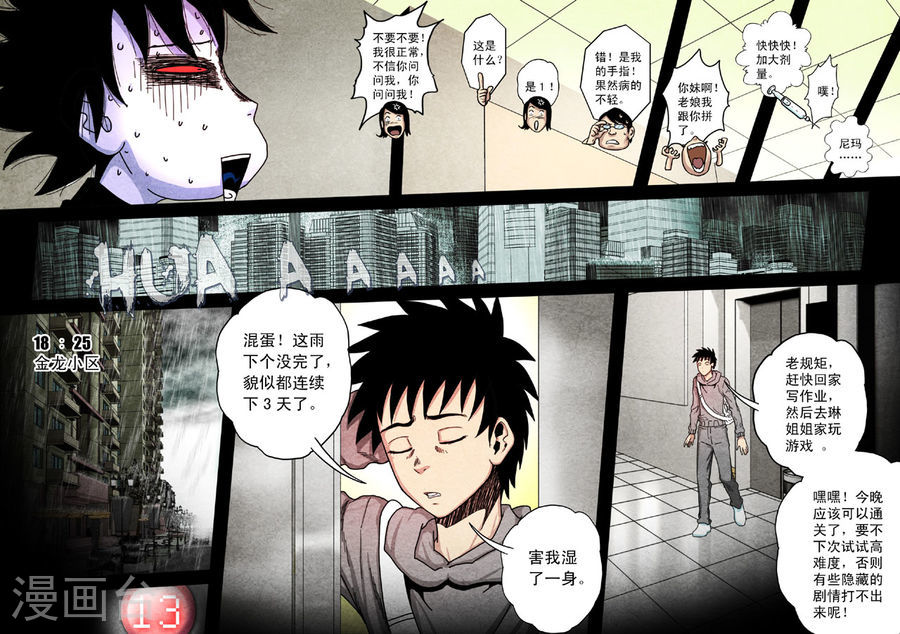 不要不要！
我很正常，
不信你问
问我，你
问问我！
这是
什么？
是1！
错！是我
的手指！
果然病的
不轻。
你妹啊！
老娘我
跟你拼
了。
快快快！
加大剂
量。
噗！
尼玛
……
HUA A A A A A
18：25
金龙小区
混蛋！这雨
下个没完了，
貌似都连续
下3天了。
害我湿
了一身。
老规矩，
赶快回家
写作业，
然后去琳
姐姐家玩
游戏 。
嘿嘿！今晚
应该可以通
关了，要不
下次试试高
难度，否则
有些隐藏的
剧情打不出
来呢！
13
漫画台